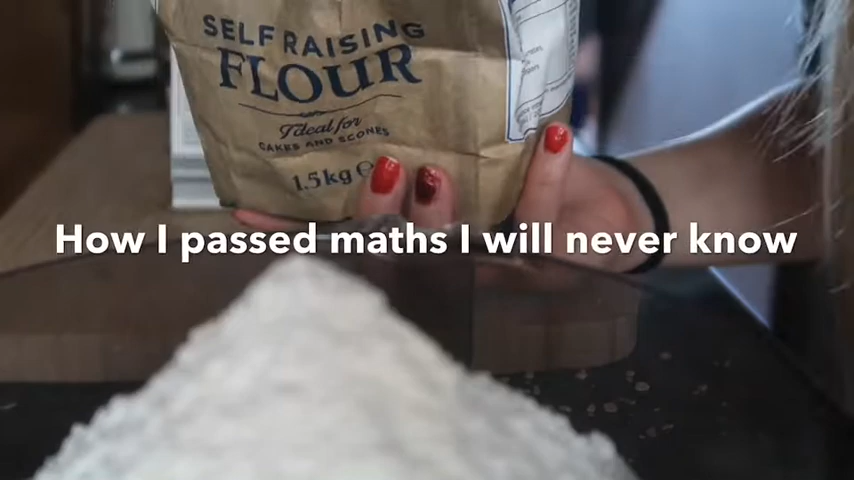 SELF RAISING
FLOUR
Ideal for
CAKES AND SCONES
1.5kg e
How I passed maths I will never know